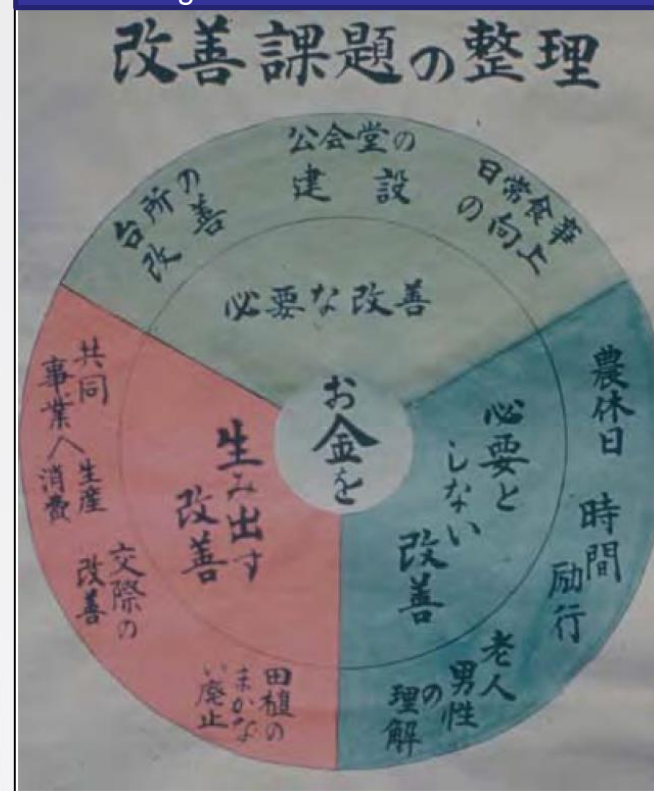 改善課題の整理
台所の
改善
公会堂の
建設
日常食事
の向上
必要な改善
お金を
必要と
しない
改善
農休日
時間
励行
老人
男性
の
理解
生み出す
改善
共同
事業へ
生産
消費
交際の
改善
田植の
まかな
い廃止